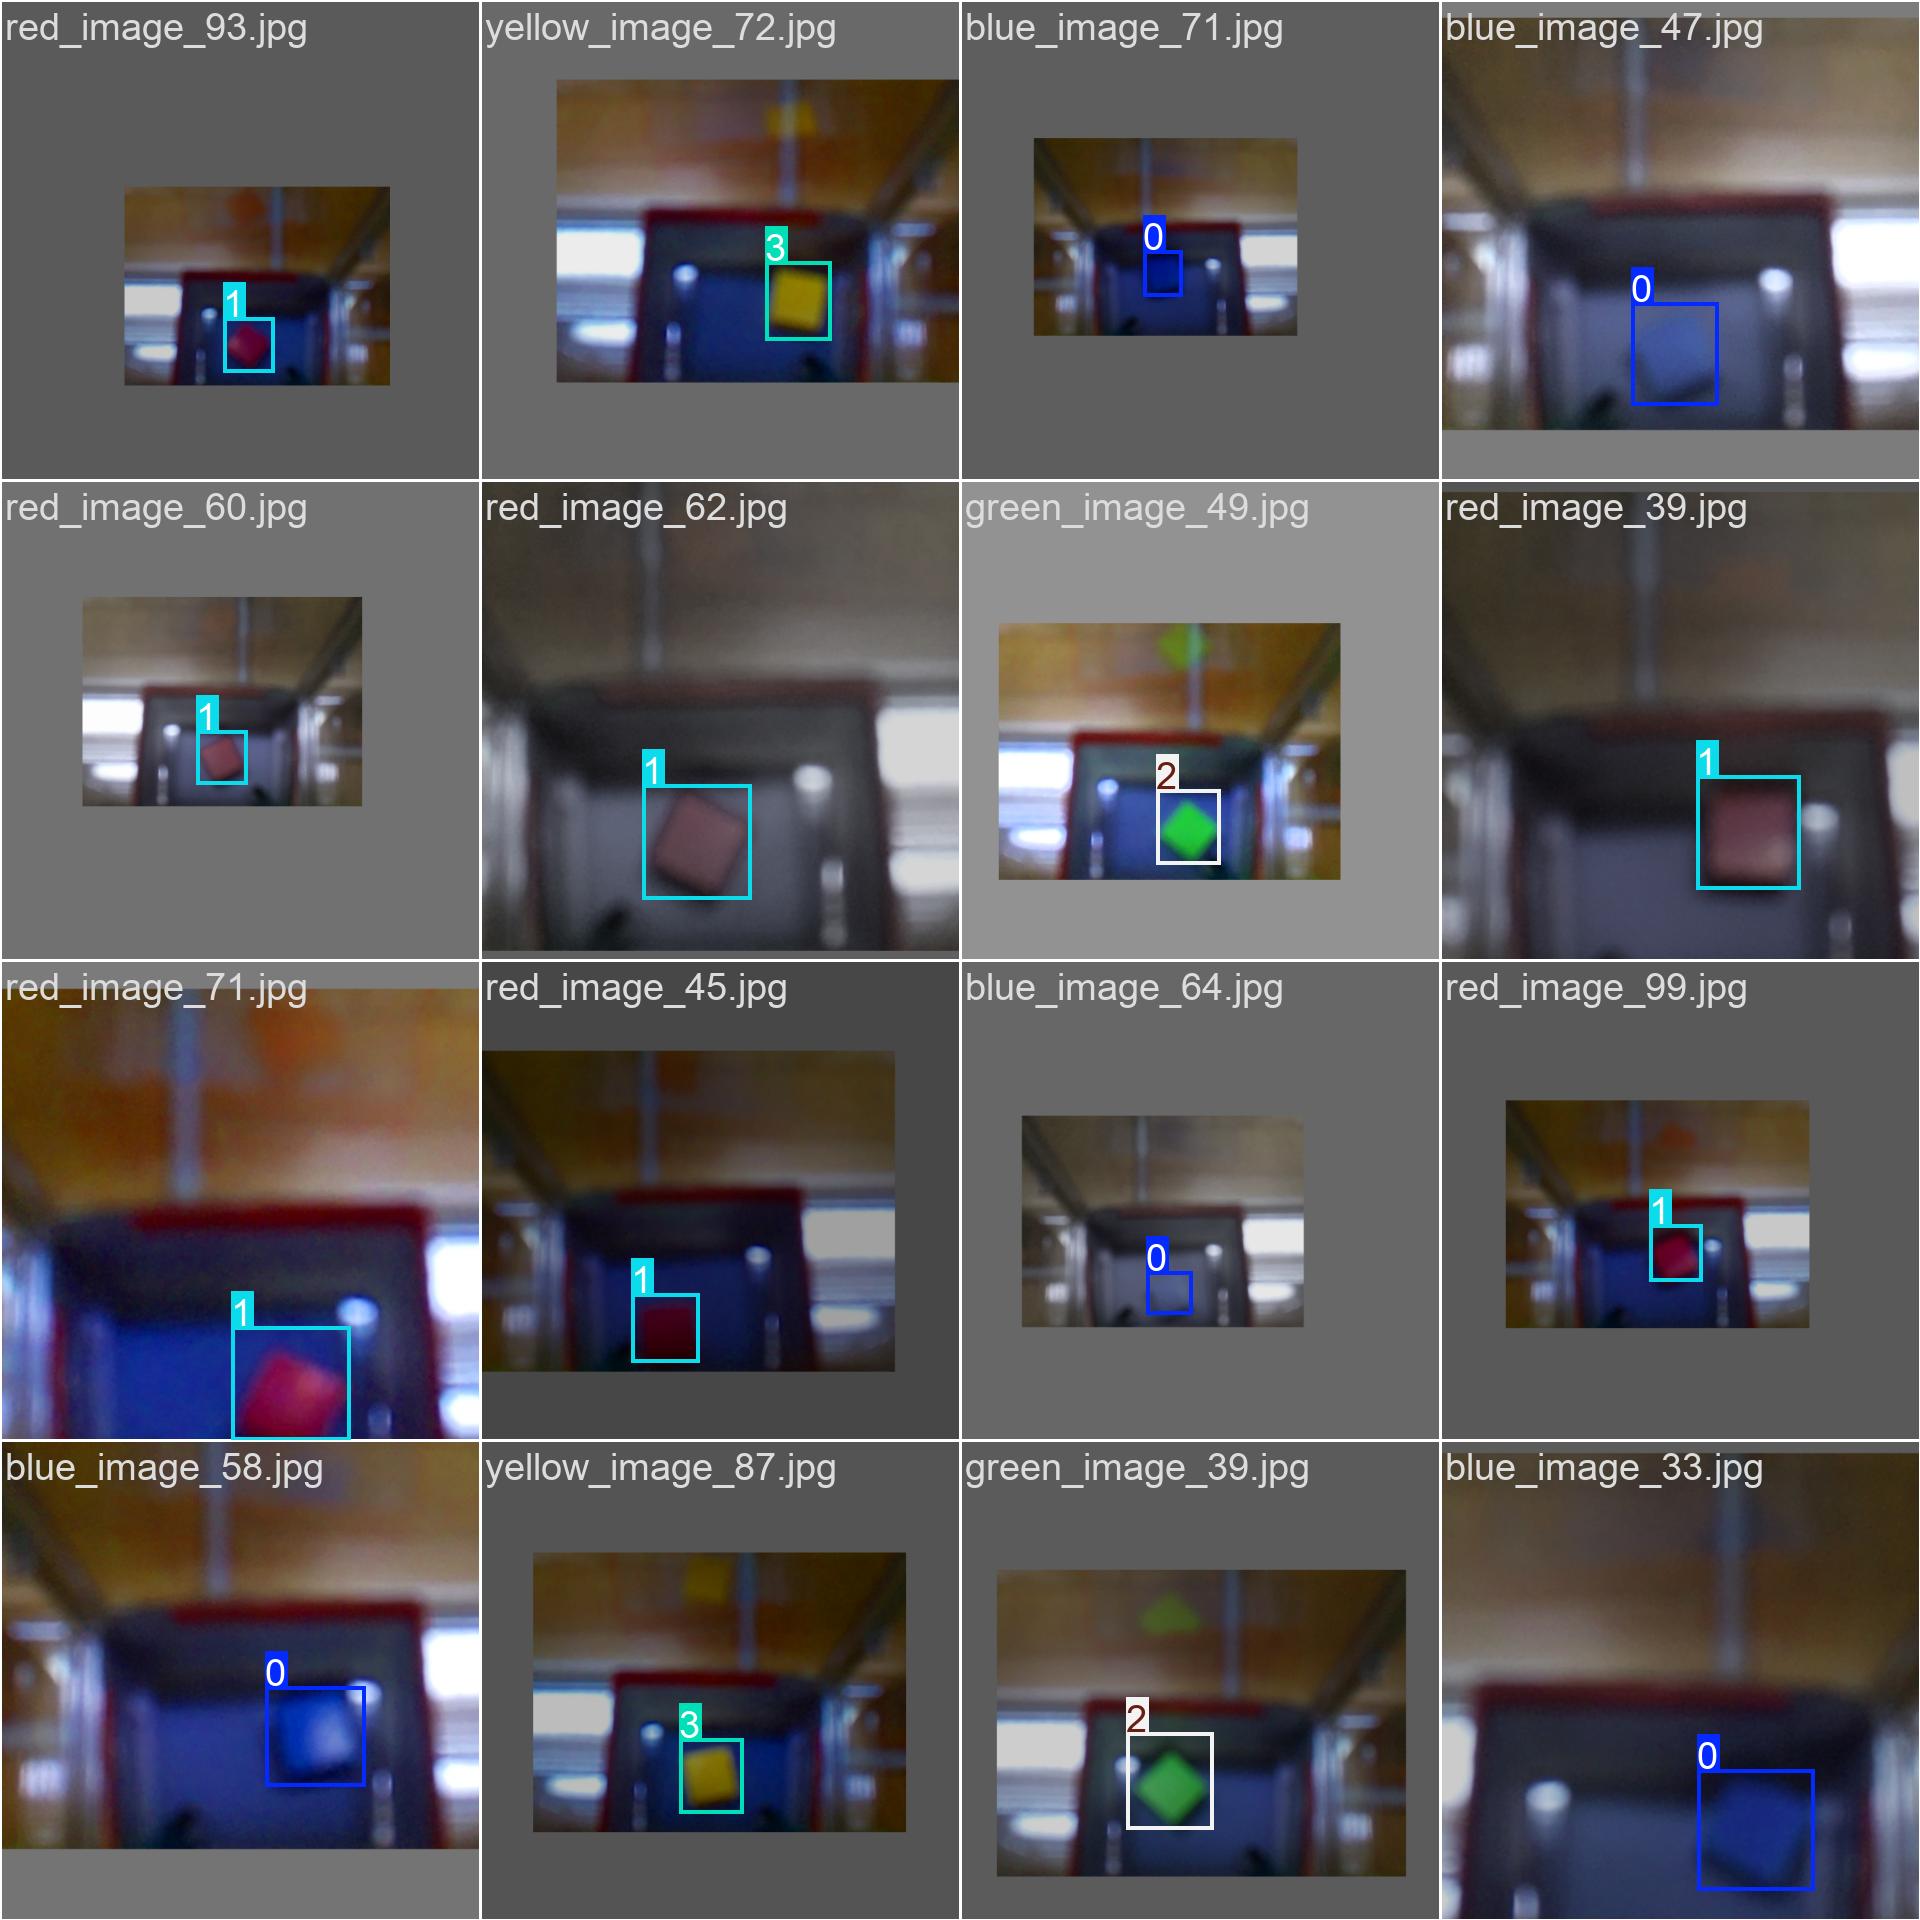 red_image_93.jpg
yellow_image_72.jpg
blue_image_71.jpg
blue_image_47.jpg
1
3
0
0
red_image_60.jpg
red_image_62.jpg
green_image_49.jpg
red_image_39.jpg
1
1
2
1
red_image_71.jpg
red_image_45.jpg
blue_image_64.jpg
red_image_99.jpg
1
1
0
1
blue_image_58.jpg
yellow_image_87.jpg
green_image_39.jpg
blue_image_33.jpg
0
3
2
0